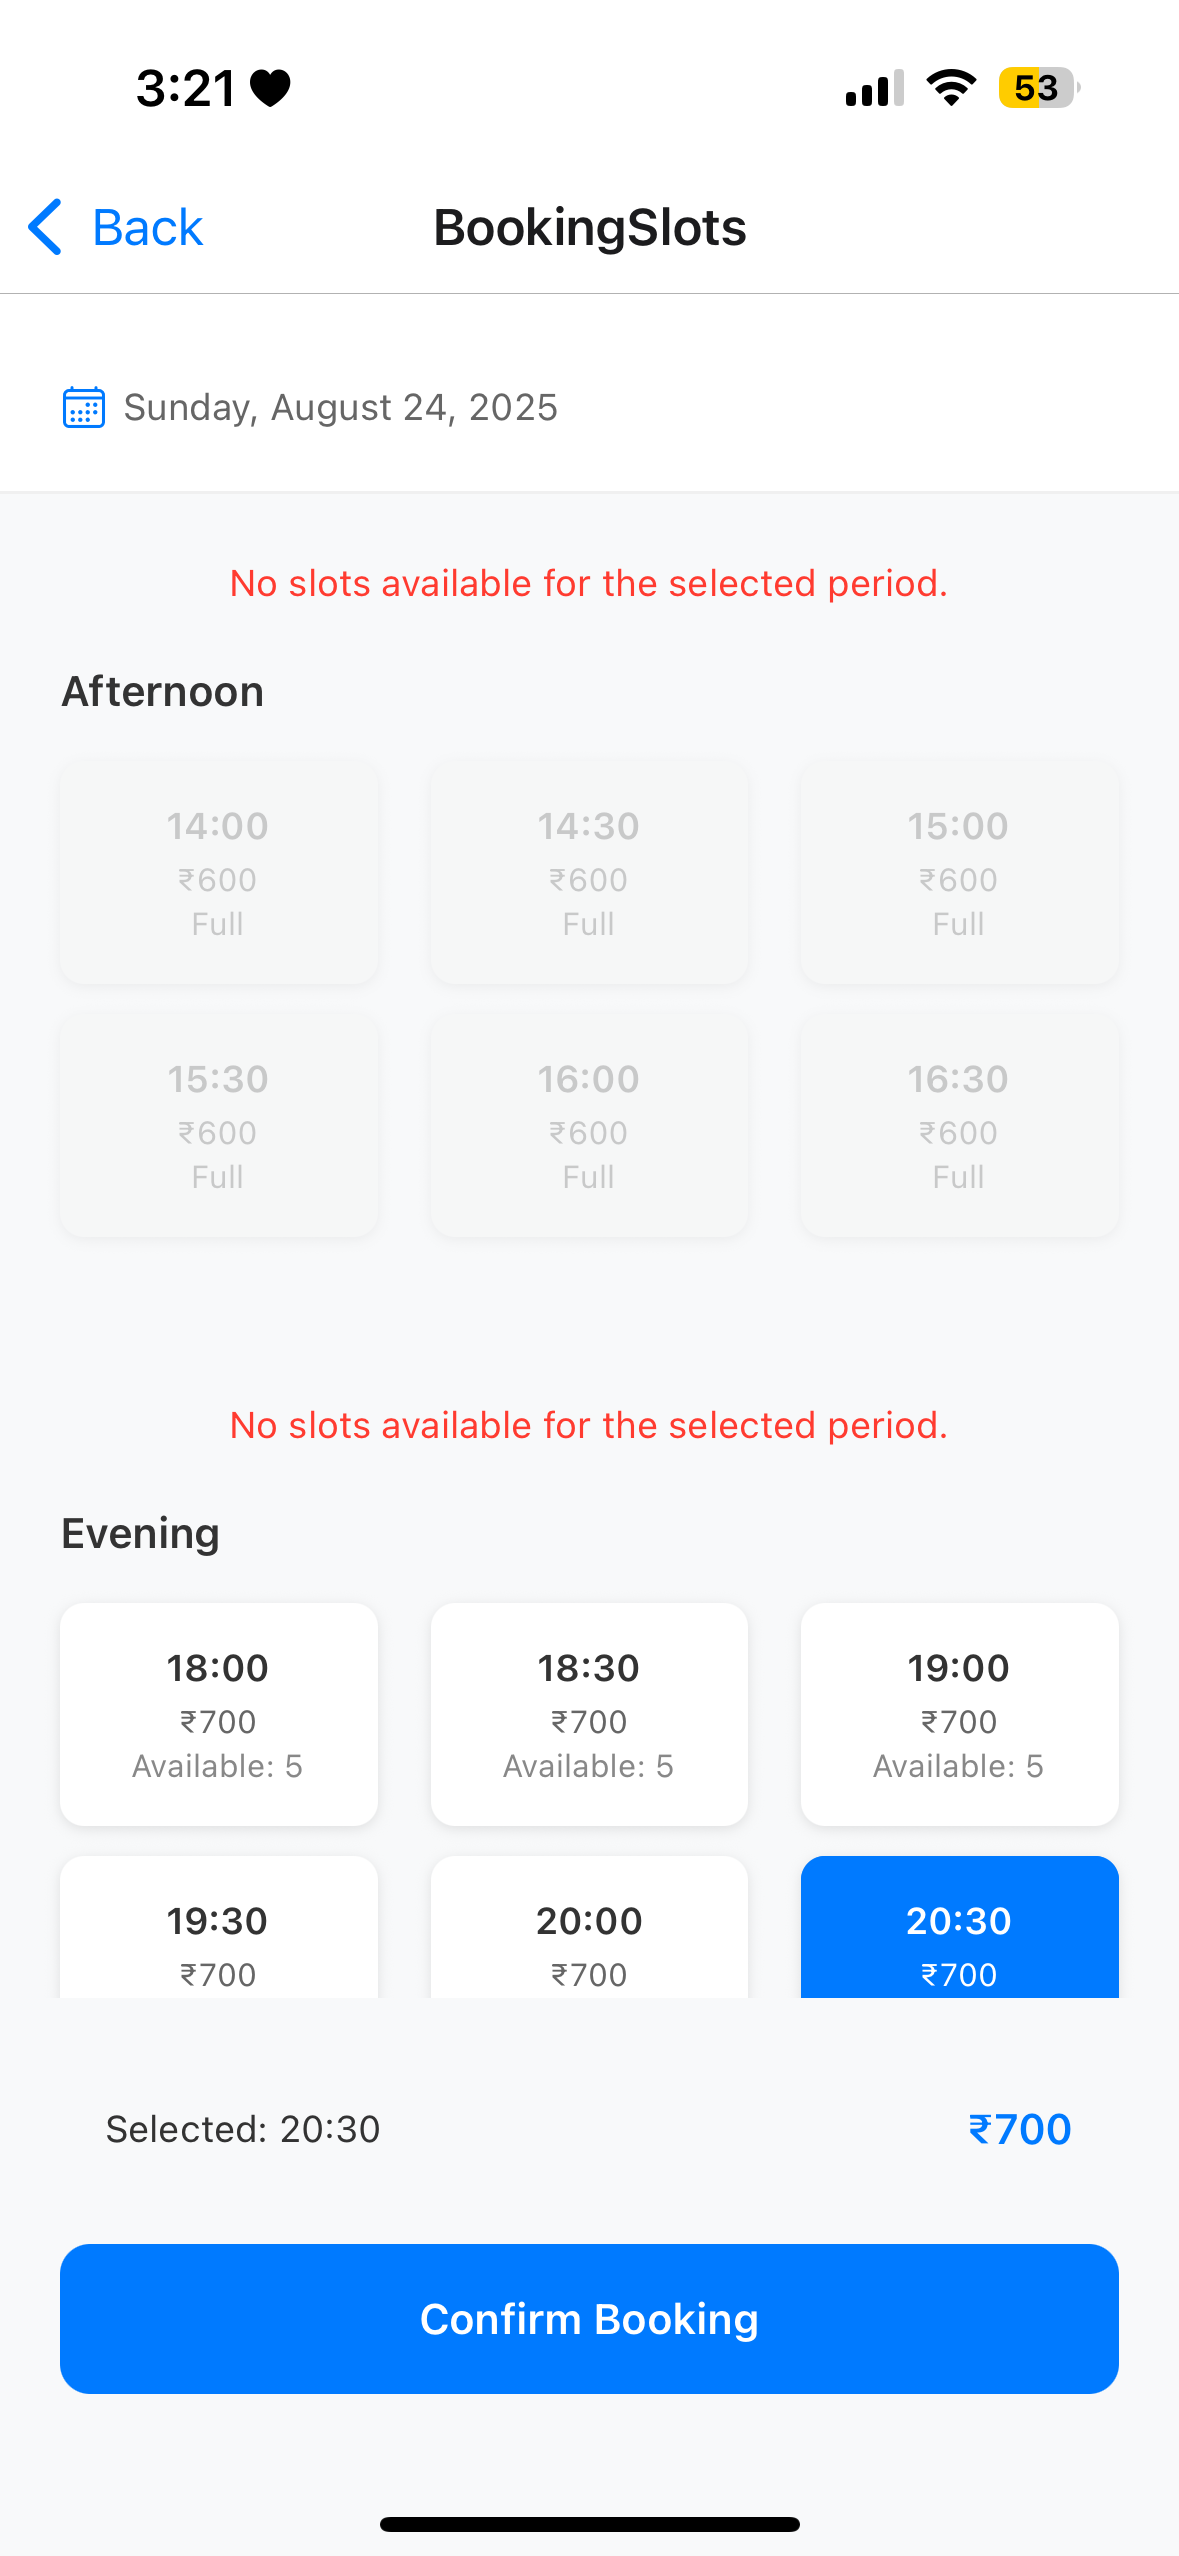 3:21
53
Back
BookingSlots
Sunday, August 24, 2025
No slots available for the selected period.
Afternoon
14:00 14:30 15:00
₹600 ₹600 ₹600
Full Full Full
15:30 16:00 16:30
₹600 ₹600 ₹600
Full Full Full
No slots available for the selected period.
Evening
18:00 18:30 19:00
₹700 ₹700 ₹700
Available: 5 Available: 5 Available: 5
19:30 20:00 20:30
₹700 ₹700 ₹700
Selected: 20:30 ₹700
Confirm Booking